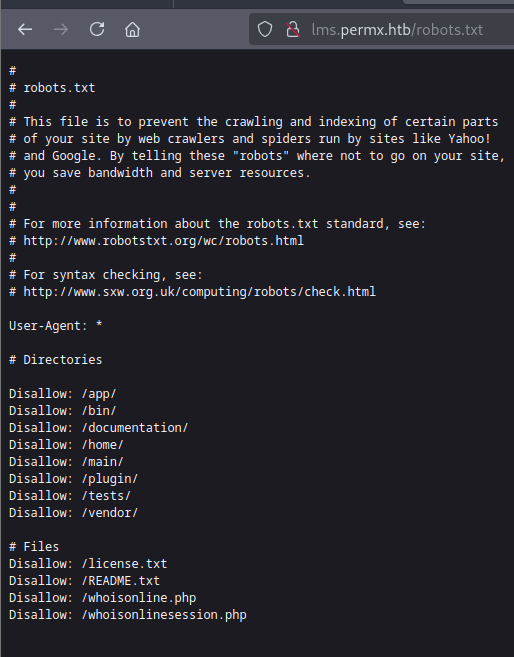 lms.permx.htb/robots.txt
#
# robots.txt
#
# This file is to prevent the crawling and indexing of certain parts
# of your site by web crawlers and spiders run by sites like Yahoo!
# and Google. By telling these "robots" where not to go on your site,
# you save bandwidth and server resources.
#
#
# For more information about the robots.txt standard, see:
# http://www.robotstxt.org/wc/robots.html
#
# For syntax checking, see:
# http://www.sxw.org.uk/computing/robots/check.html
User-Agent: *
# Directories
Disallow: /app/
Disallow: /bin/
Disallow: /documentation/
Disallow: /home/
Disallow: /main/
Disallow: /plugin/
Disallow: /tests/
Disallow: /vendor/
# Files
Disallow: /license.txt
Disallow: /README.txt
Disallow: /whoisonline.php
Disallow: /whoisonlinesession.php